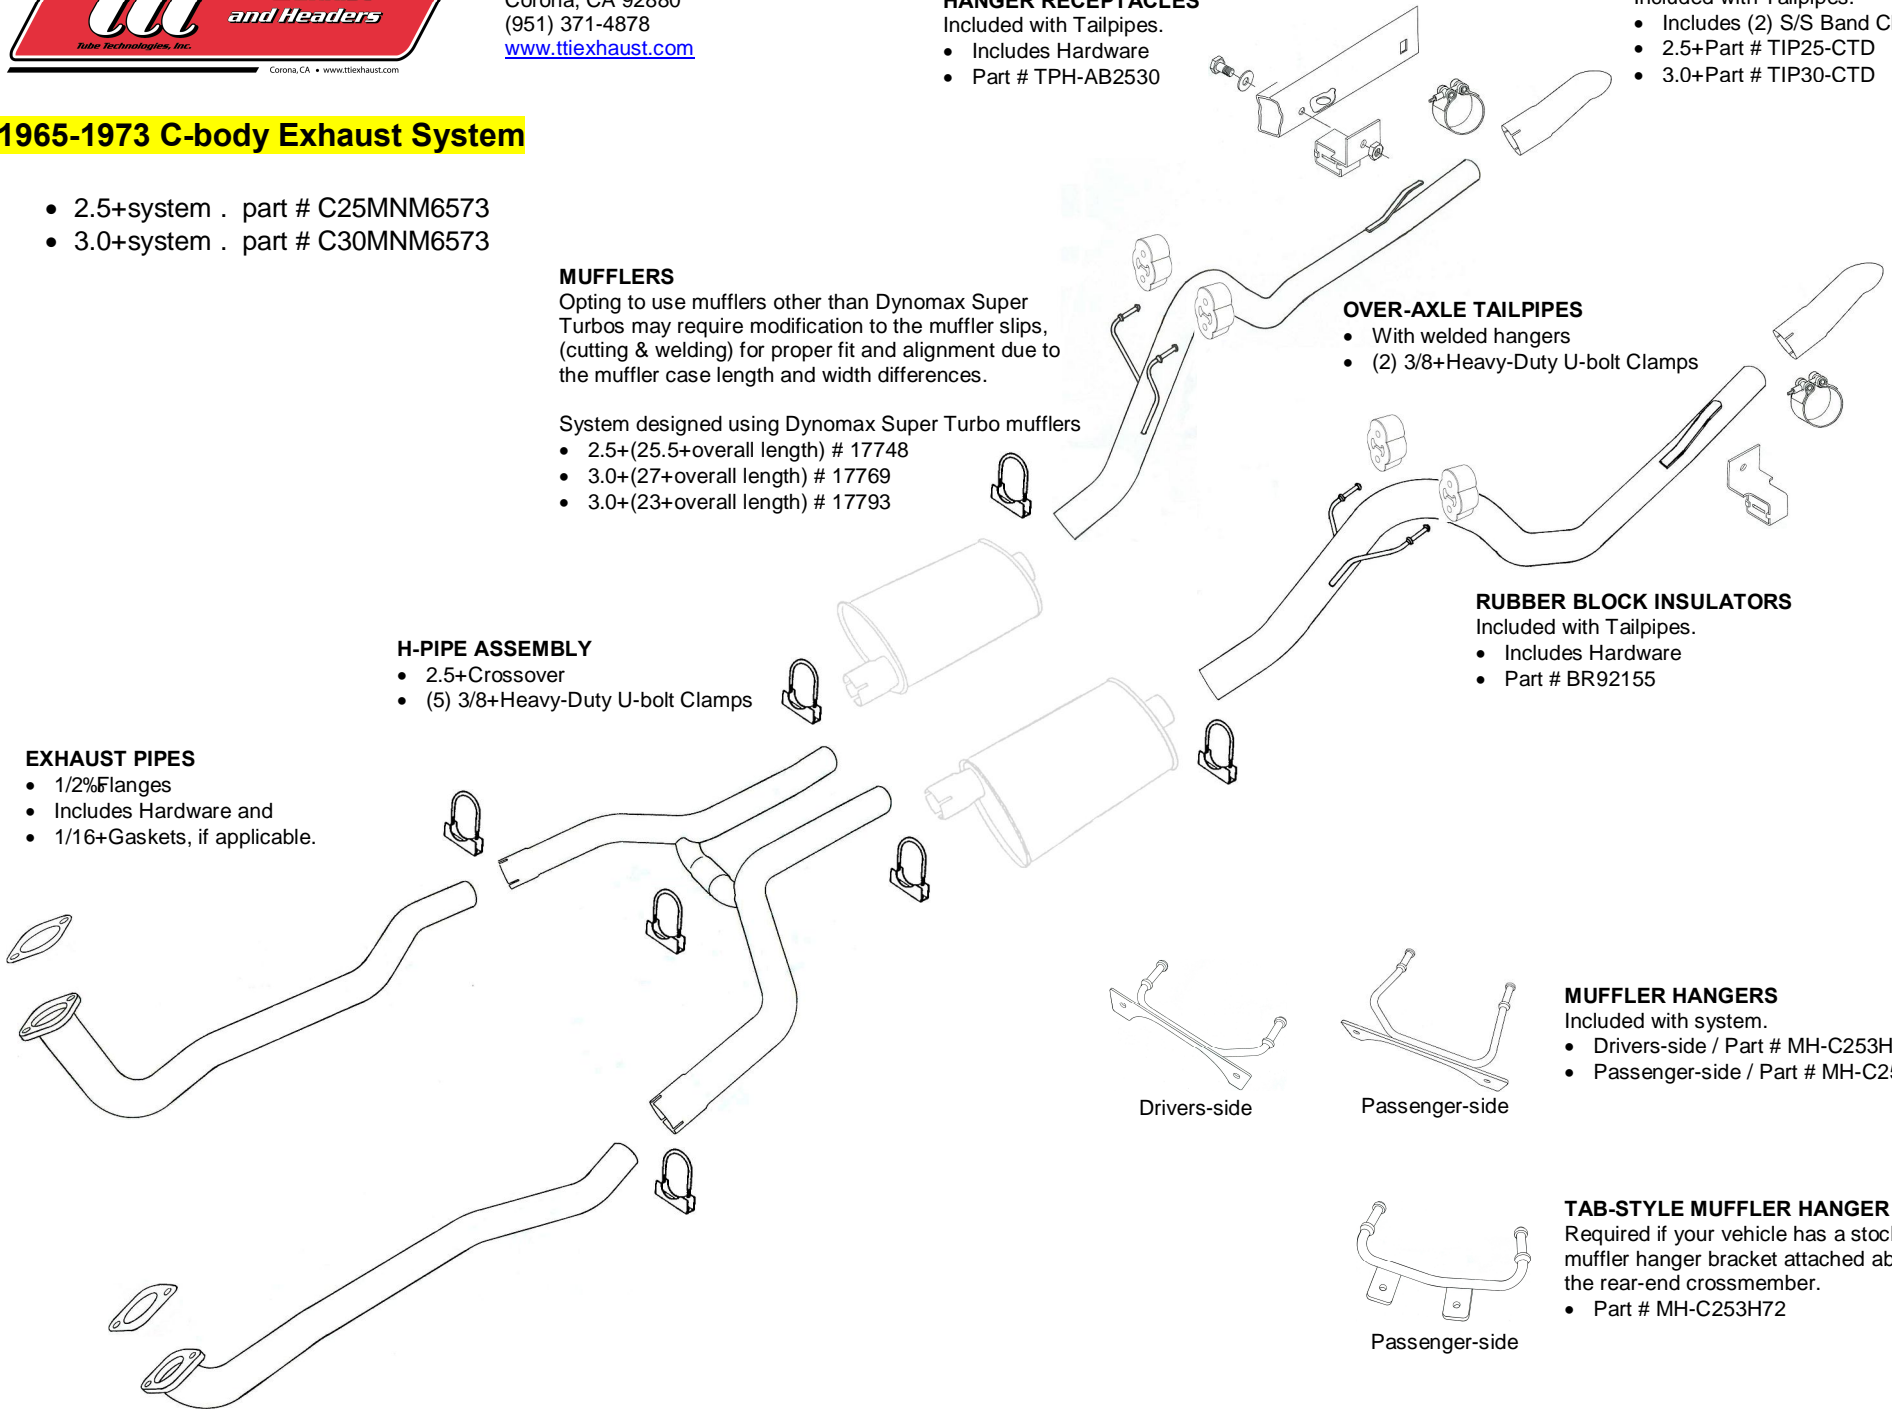 and Headers
Tube Technologies, Inc.
Corona, CA • www.ttiexhaust.com
Corona, CA 92880
(951) 371-4878
www.ttiexhaust.com
HANGER RECEPTACLES
Included with Tailpipes.
• Includes Hardware
• Part # TPH-AB2530
Included with Tailpipes.
• Includes (2) S/S Band
• 2.5+Part # TIP25-CTD
• 3.0+Part # TIP30-CTD
1965-1973 C-body Exhaust System
• 2.5+system . part # C25MNM6573
• 3.0+system . part # C30MNM6573
MUFFLERS
Opting to use mufflers other than Dynomax Super
Turbos may require modification to the muffler slips,
(cutting & welding) for proper fit and alignment due to
the muffler case length and width differences.
System designed using Dynomax Super Turbo mufflers
• 2.5+(25.5+overall length) # 17748
• 3.0+(27+overall length) # 17769
• 3.0+(23+overall length) # 17793
OVER-AXLE TAILPIPES
• With welded hangers
• (2) 3/8+Heavy-Duty U-bolt Clamps
RUBBER BLOCK INSULATORS
Included with Tailpipes.
• Includes Hardware
• Part # BR92155
H-PIPE ASSEMBLY
• 2.5+Crossover
• (5) 3/8+Heavy-Duty U-bolt Clamps
EXHAUST PIPES
• 1/2%Flanges
• Includes Hardware and
• 1/16+Gaskets, if applicable.
MUFFLER HANGERS
Included with system.
• Drivers-side / Part # MH-C253H
• Passenger-side / Part # MH-C25
Drivers-side
Passenger-side
TAB-STYLE MUFFLER HANGER
Required if your vehicle has a stock
muffler hanger bracket attached ab
the rear-end crossmember.
• Part # MH-C253H72
Passenger-side